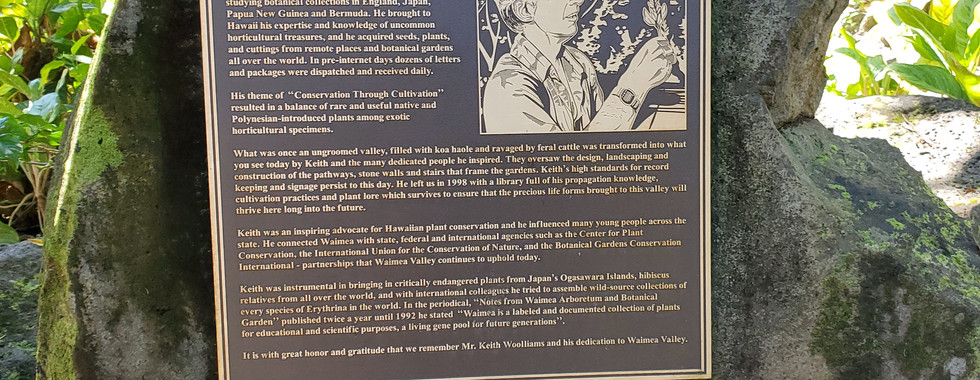 studying botanical collections in England, Japan,
Papua New Guinea and Bermuda. He brought to
Hawaii his expertise and knowledge of uncommon
horticultural treasures, and he acquired seeds, plants,
and cuttings from remote places and botanical gardens
all over the world. In pre-internet days dozens of letters
and packages were dispatched and received daily.
His theme of "Conservation Through Cultivation"
resulted in a balance of rare and useful native and
Polynesian-introduced plants among exotic
horticultural specimens.
What was once an ungroomed valley, filled with koa haole and ravaged by feral cattle was transformed into what
you see today by Keith and the many dedicated people he inspired. They oversaw the design, landscaping and
construction of the pathways, stone walls and stairs that frame the gardens. Keith's high standards for record
keeping and signage persist to this day. He left us in 1998 with a library full of his propagation knowledge,
cultivation practices and plant lore which survives to ensure that the precious life forms brought to this valley will
thrive here long into the future.
Keith was an inspiring advocate for Hawaiian plant conservation and he influenced many young people across the
state. He connected Waimea with state, federal and international agencies such as the Center for Plant
Conservation, the International Union for the Conservation of Nature, and the Botanical Gardens Conservation
International - partnerships that Waimea Valley continues to uphold today.
Keith was instrumental in bringing in critically endangered plants from Japan's Ogasawara Islands, hibiscus
relatives from all over the world, and with international colleagues he tried to assemble wild-source collections of
every species of Erythrina in the world. In the periodical, "Notes from Waimea Arboretum and Botanical
Garden" published twice a year until 1992 he stated "Waimea is a labeled and documented collection of plants
for educational and scientific purposes, a living gene pool for future generations".
It is with great honor and gratitude that we remember Mr. Keith Woolliams and his dedication to Waimea Valley.